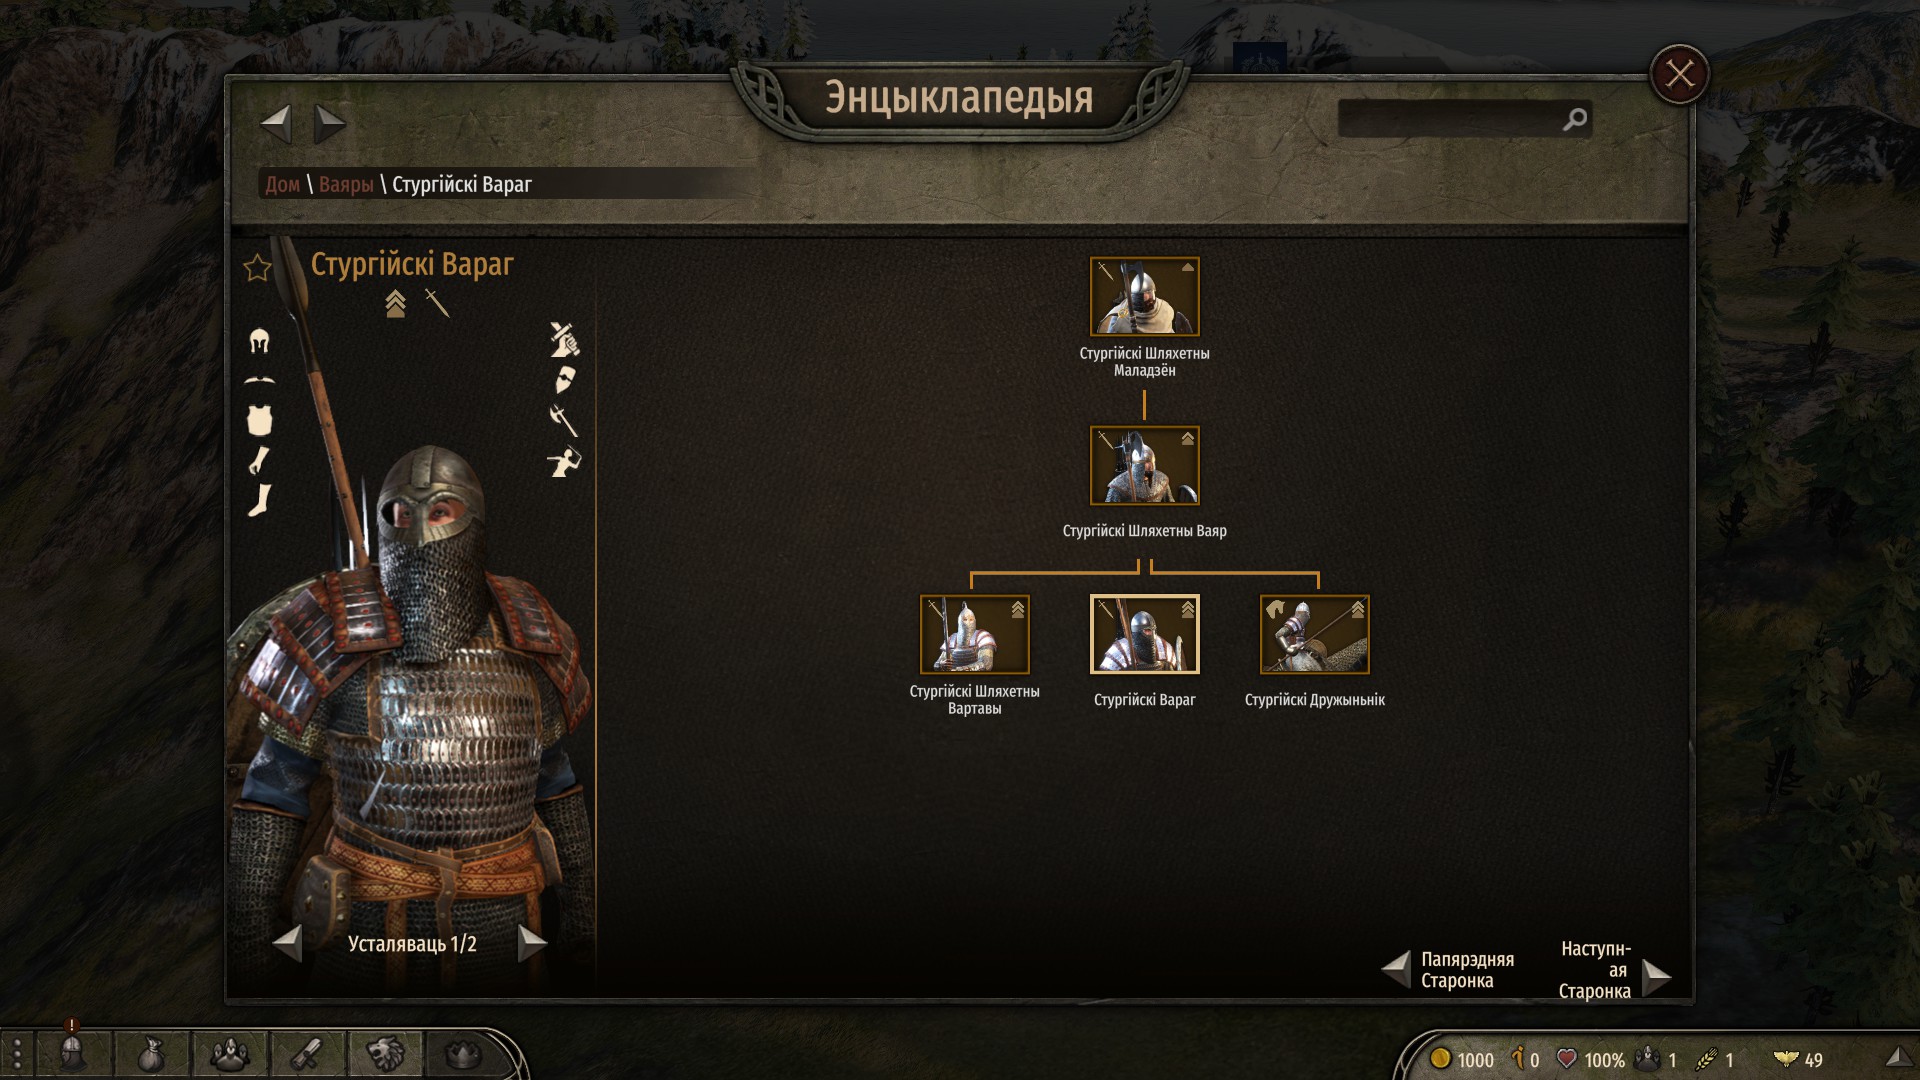 Энцыклапедыя
Дом \ Ваяры \ Стургійскі Вараг
Стургійскі Вараг
Стургійскі Шляхетны
Маладзён
Стургійскі Шляхетны Ваяр
Стургійскі Шляхетны
Вартавы
Стургійскі Вараг
Стургійскі Дружыньнік
Усталяваць 1/2
Папярэдняя
Старонка
Наступн-
ая
Старонка
!
1000 0 100% 1 1 49